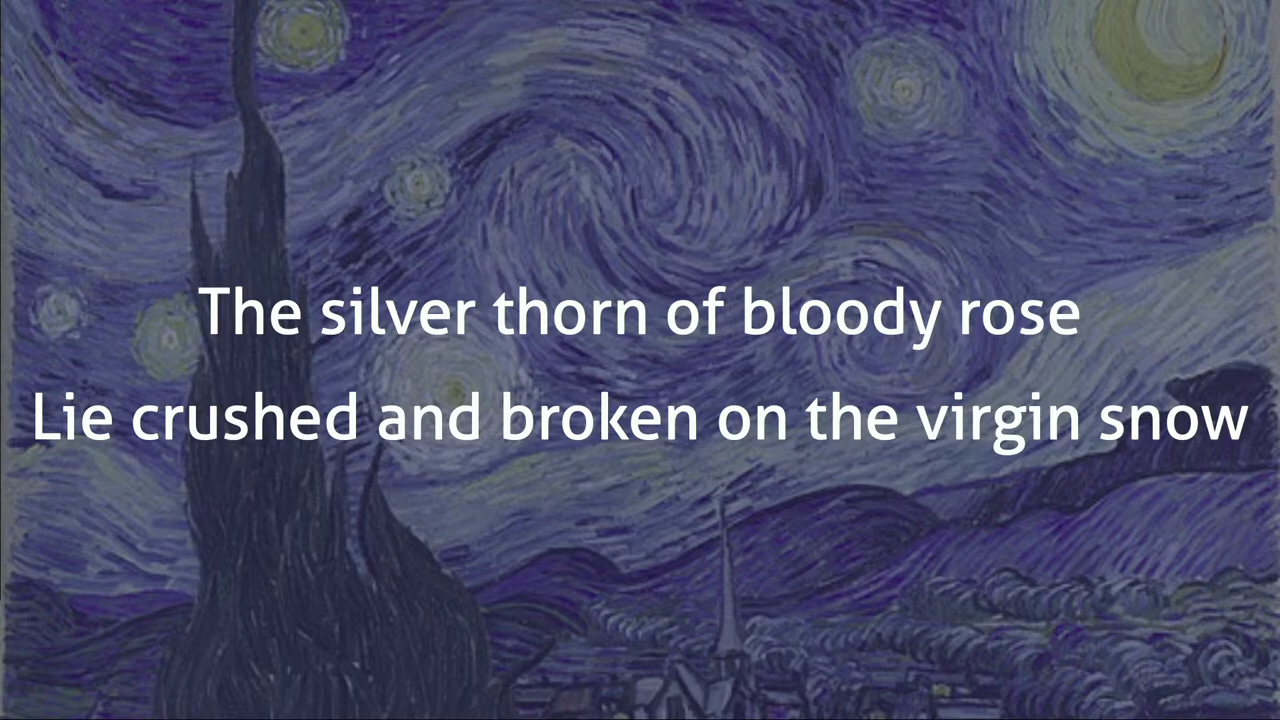 The silver thorn of bloody rose
Lie crushed and broken on the virgin snow